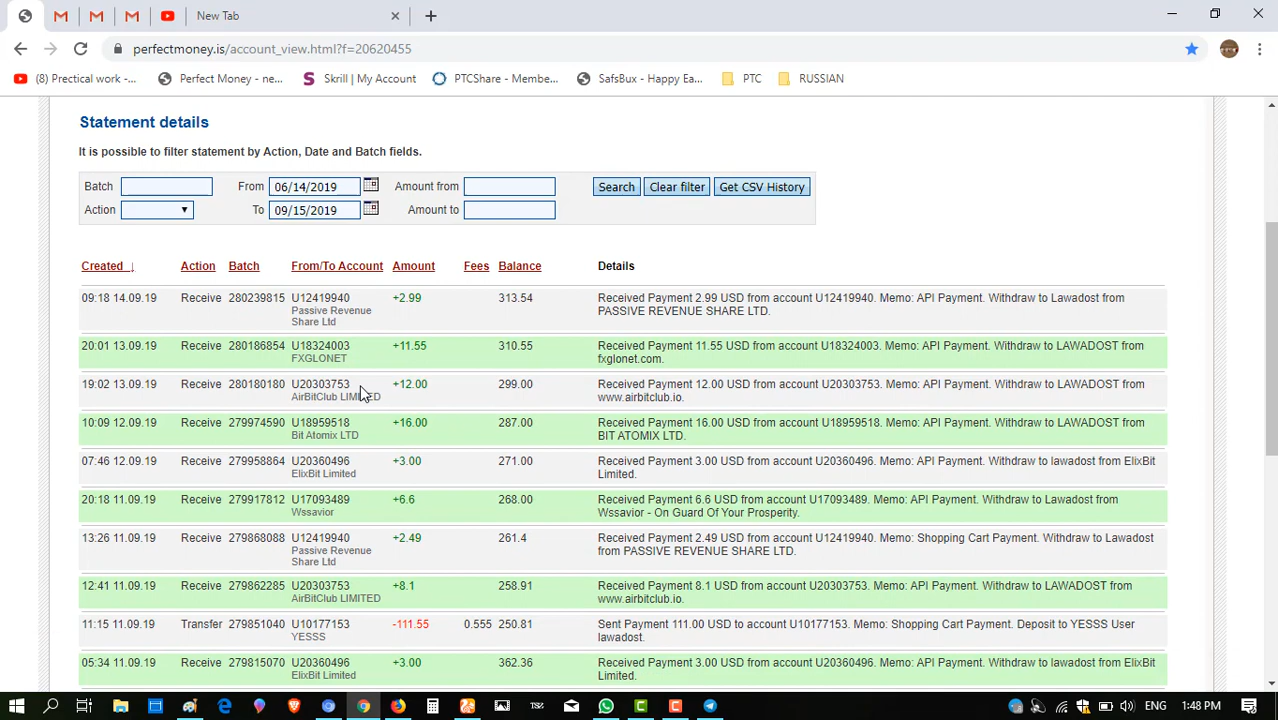 New Tab
perfectmoney.is/account_view.html?f=20620455
(8) Prectical work -... Perfect Money - ne... Skrill | My Account PTCShare - Membe... SafsBux - Happy Ea... PTC RUSSIAN
Statement details
It is possible to filter statement by Action, Date and Batch fields.
Batch From 06/14/2019 Amount from Search Clear filter Get CSV History
Action To 09/15/2019 Amount to
Created ↓ Action Batch From/To Account Amount Fees Balance Details
09:18 14.09.19 Receive 280239815 U12419940 +2.99 313.54 Received Payment 2.99 USD from account U12419940. Memo: API Payment. Withdraw to Lawadost from
Passive Revenue PASSIVE REVENUE SHARE LTD.
Share Ltd
20:01 13.09.19 Receive 280186854 U18324003 +11.55 310.55 Received Payment 11.55 USD from account U18324003. Memo: API Payment. Withdraw to LAWADOST from
FXGLONET fxglonet.com.
19:02 13.09.19 Receive 280180180 U20303753 +12.00 299.00 Received Payment 12.00 USD from account U20303753. Memo: API Payment. Withdraw to LAWADOST from
AirBitClub LIMITED www.airbitclub.io.
10:09 12.09.19 Receive 279974590 U18959518 +16.00 287.00 Received Payment 16.00 USD from account U18959518. Memo: API Payment. Withdraw to LAWADOST from
Bit Atomix LTD BIT ATOMIX LTD.
07:46 12.09.19 Receive 279958864 U20360496 +3.00 271.00 Received Payment 3.00 USD from account U20360496. Memo: API Payment. Withdraw to lawadost from ElixBit
ElixBit Limited Limited.
20:18 11.09.19 Receive 279917812 U17093489 +6.6 268.00 Received Payment 6.6 USD from account U17093489. Memo: API Payment. Withdraw to Lawadost from
Wssavior Wssavior - On Guard Of Your Prosperity.
13:26 11.09.19 Receive 279868088 U12419940 +2.49 261.4 Received Payment 2.49 USD from account U12419940. Memo: Shopping Cart Payment. Withdraw to Lawadost
Passive Revenue from PASSIVE REVENUE SHARE LTD.
Share Ltd
12:41 11.09.19 Receive 279862285 U20303753 +8.1 258.91 Received Payment 8.1 USD from account U20303753. Memo: API Payment. Withdraw to LAWADOST from
AirBitClub LIMITED www.airbitclub.io.
11:15 11.09.19 Transfer 279851040 U10177153 -111.55 0.555 250.81 Sent Payment 111.00 USD to account U10177153. Memo: Shopping Cart Payment. Deposit to YESSS User
YESSS lawadost.
05:34 11.09.19 Receive 279815070 U20360496 +3.00 362.36 Received Payment 3.00 USD from account U20360496. Memo: API Payment. Withdraw to lawadost from ElixBit
ElixBit Limited Limited.
ENG 1:48 PM